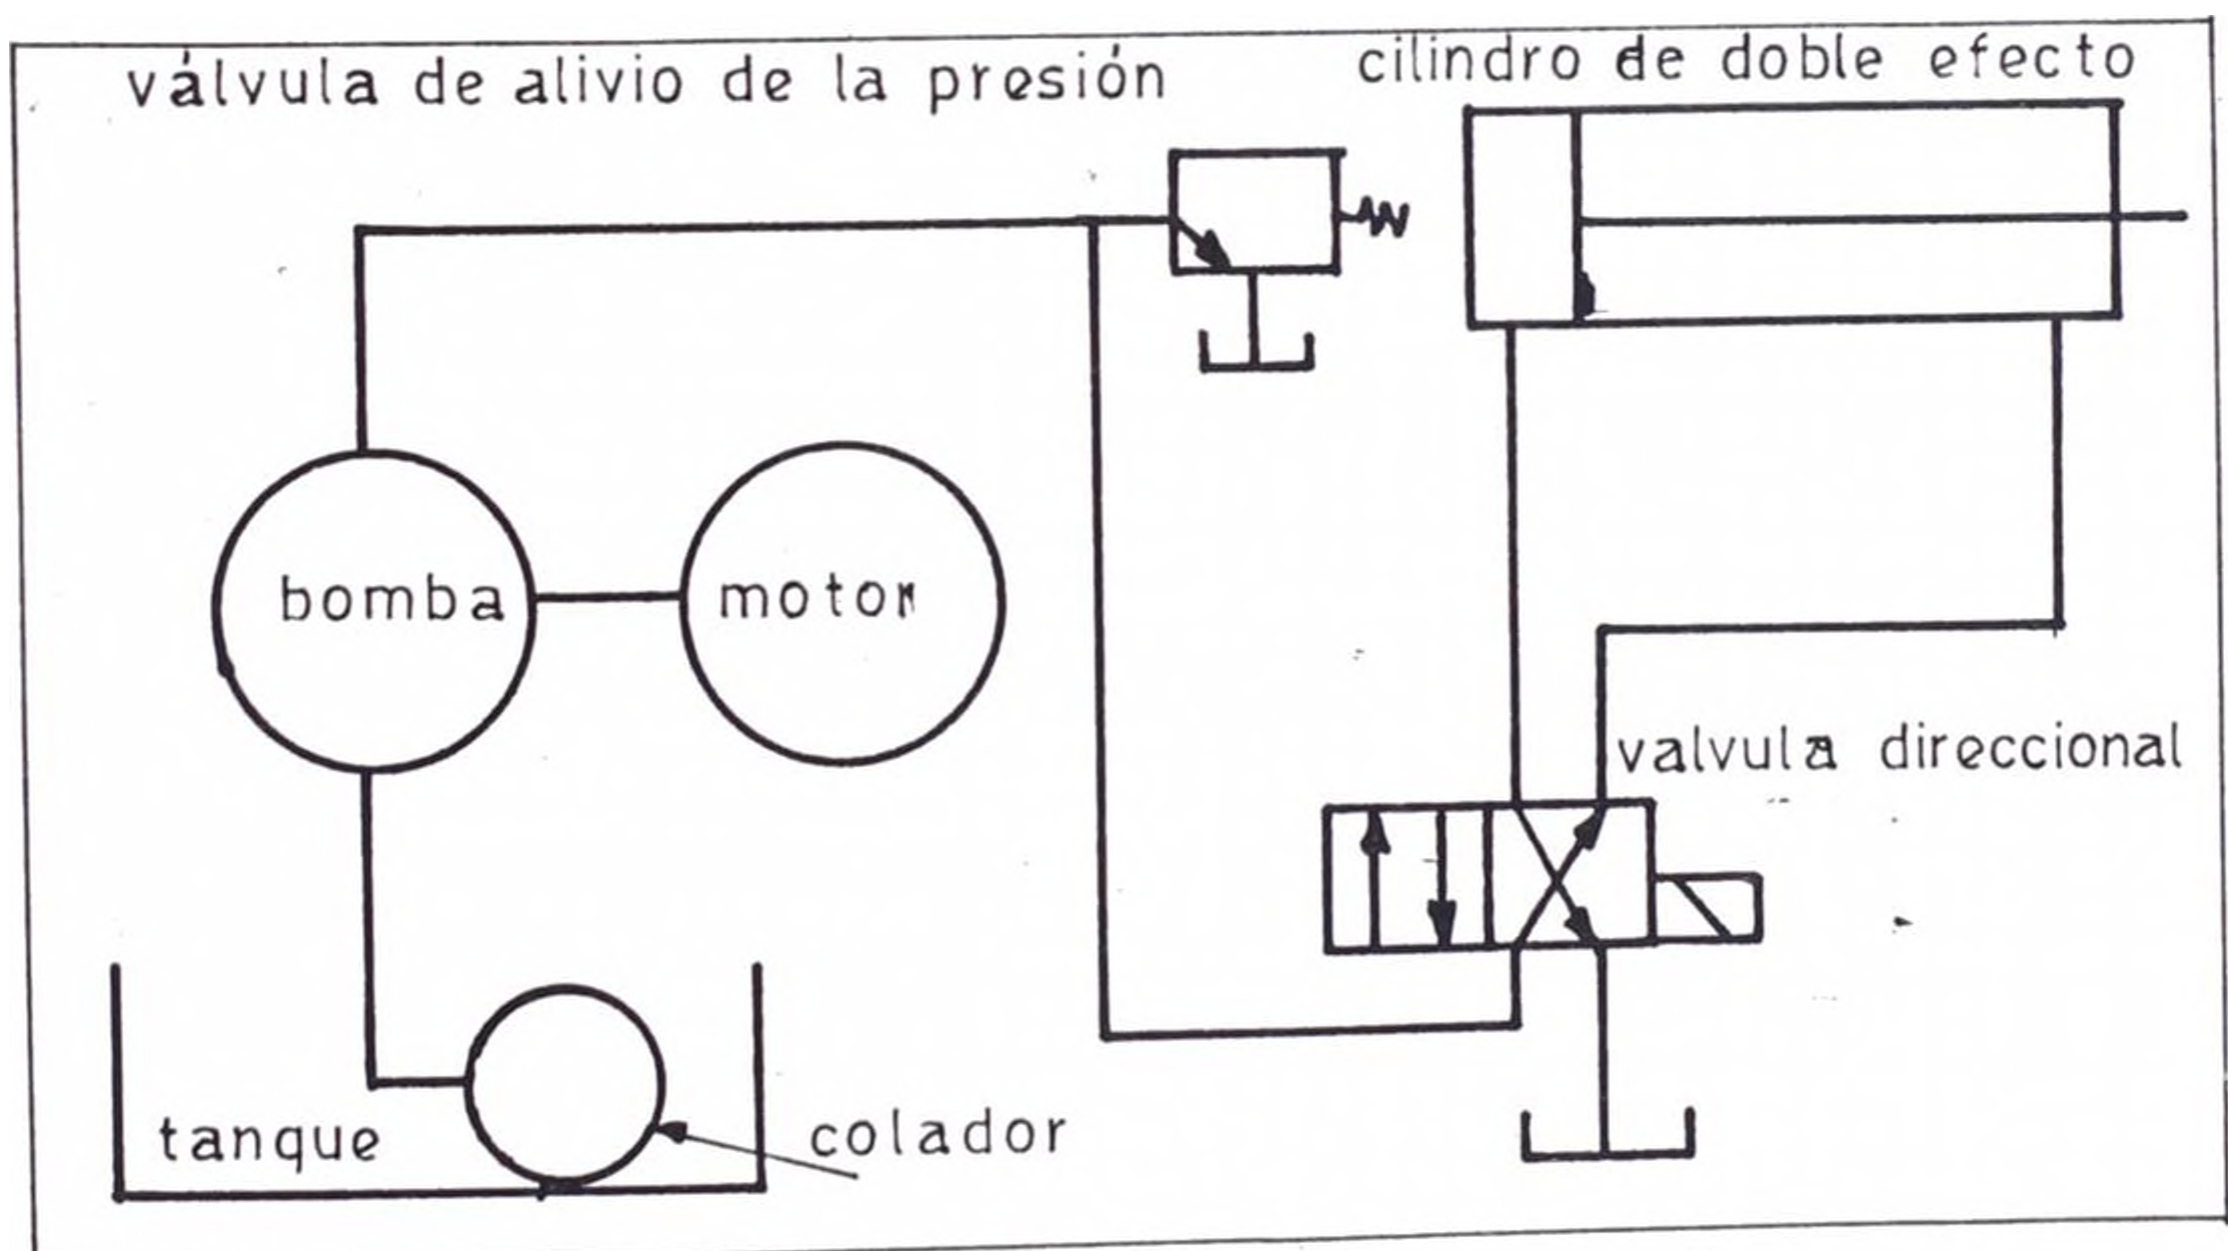 válvula de alivio de la presión
cilindro de doble efecto
bomba
motor
valvula direccional
tanque
colador